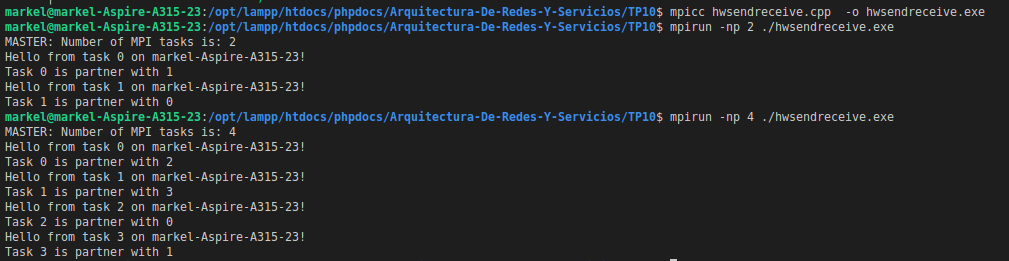 markel@markel-Aspire-A315-23:/opt/lampp/htdocs/phpdocs/Arquitectura-De-Redes-Y-Servicios/TP10$ mpicc hwsendreceive.cpp  -o hwsendreceive.exe
markel@markel-Aspire-A315-23:/opt/lampp/htdocs/phpdocs/Arquitectura-De-Redes-Y-Servicios/TP10$ mpirun -np 2 ./hwsendreceive.exe
MASTER: Number of MPI tasks is: 2
Hello from task 0 on markel-Aspire-A315-23!
Task 0 is partner with 1
Hello from task 1 on markel-Aspire-A315-23!
Task 1 is partner with 0
markel@markel-Aspire-A315-23:/opt/lampp/htdocs/phpdocs/Arquitectura-De-Redes-Y-Servicios/TP10$ mpirun -np 4 ./hwsendreceive.exe
MASTER: Number of MPI tasks is: 4
Hello from task 0 on markel-Aspire-A315-23!
Task 0 is partner with 2
Hello from task 1 on markel-Aspire-A315-23!
Task 1 is partner with 3
Hello from task 2 on markel-Aspire-A315-23!
Task 2 is partner with 0
Hello from task 3 on markel-Aspire-A315-23!
Task 3 is partner with 1